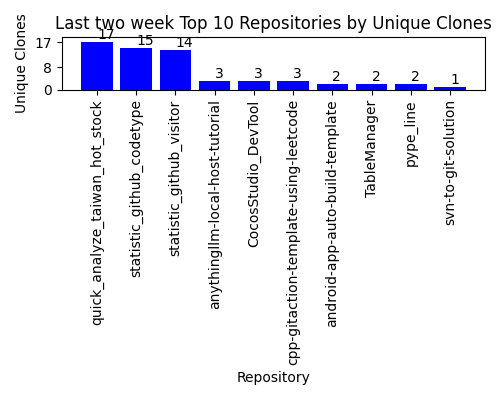 Last two week Top 10 Repositories by Unique Clones
Unique Clones
17
8
0
17
15
14
3
3
3
2
2
2
1
quick_analyze_taiwan_hot_stock
statistic_github_codetype
statistic_github_visitor
anythingllm-local-host-tutorial
CocosStudio_DevTool
cpp-gitaction-template-using-leetcode
android-app-auto-build-template
TableManager
pype_line
svn-to-git-solution
Repository